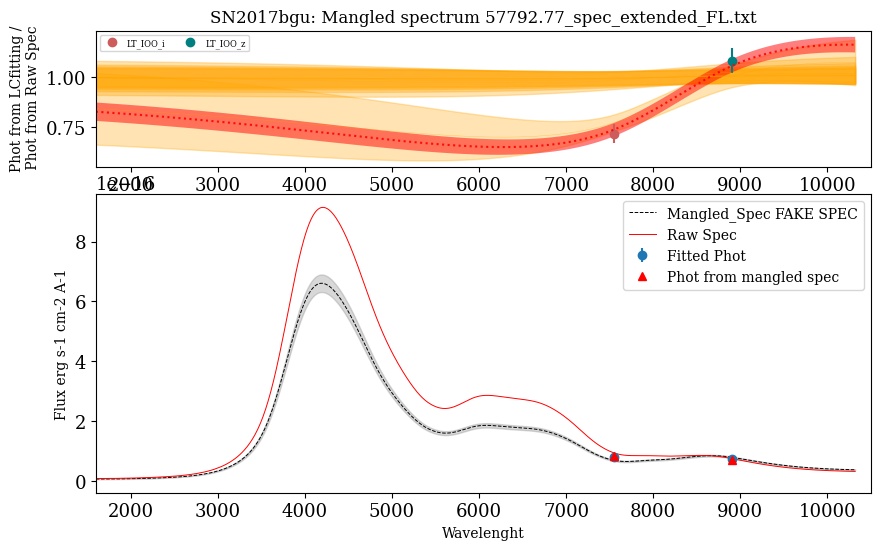 SN2017bgu: Mangled spectrum 57792.77_spec_extended_FL.txt
Phot from LCfitting /
Phot from Raw Spec
LT_IOO_i LT_IOO_z
1.00
0.75
2000 3000 4000 5000 6000 7000 8000 9000 10000
1e−16
Mangled_Spec FAKE SPEC
Raw Spec
Fitted Phot
Phot from mangled spec
Flux erg s-1 cm-2 A-1
8
6
4
2
0
2000 3000 4000 5000 6000 7000 8000 9000 10000
Wavelenght